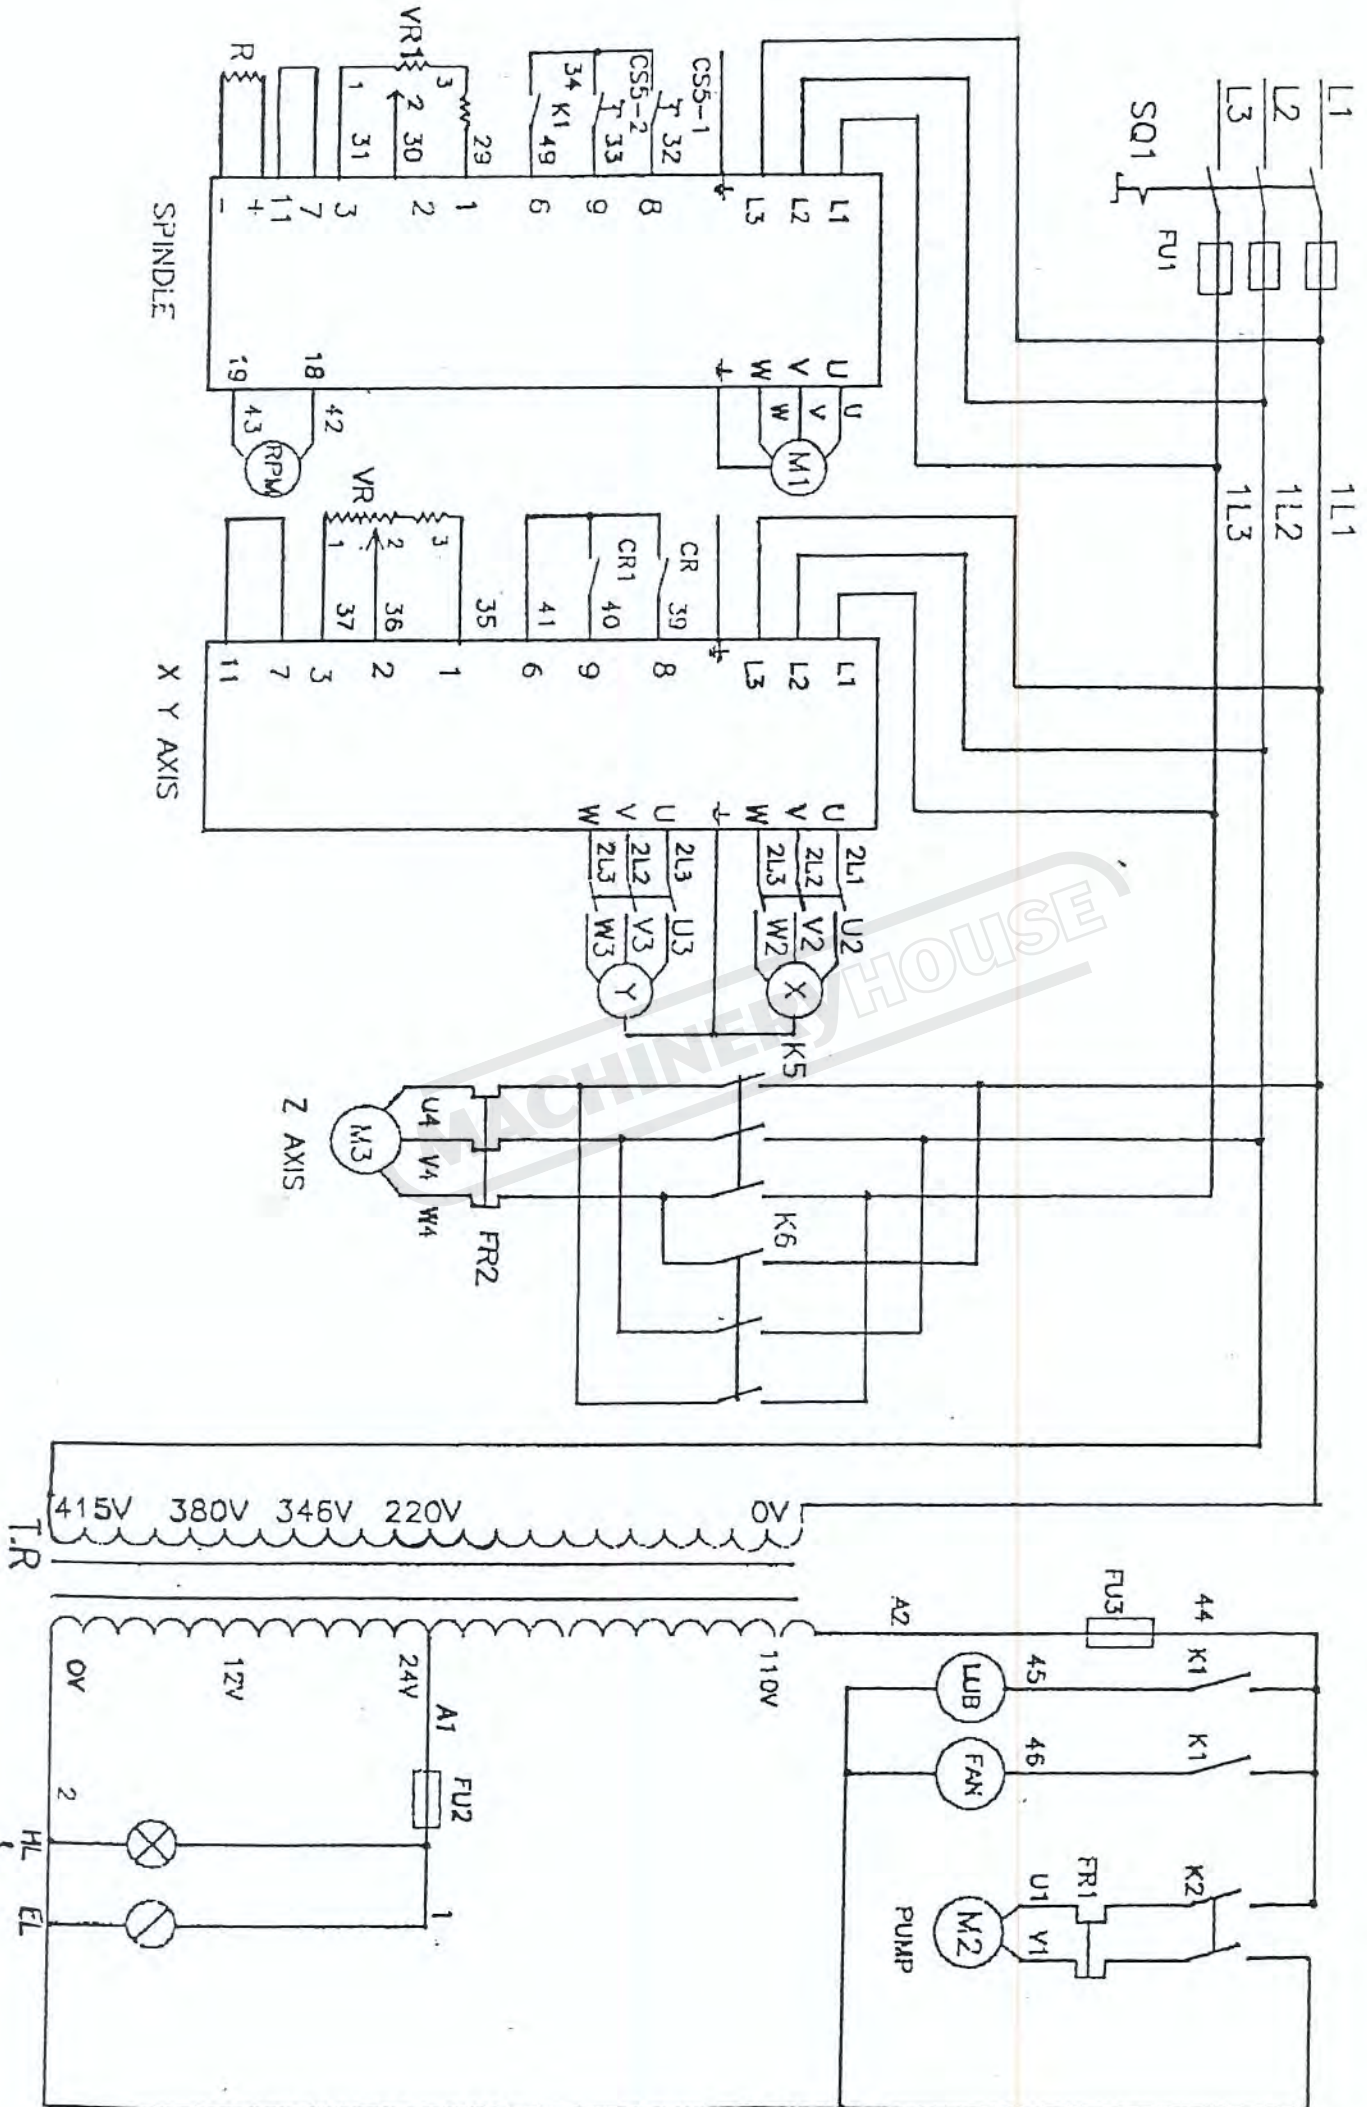 L1
L2
L3
SQ1
FU1
1L1
1L2
1L3
CS5-1
CS5-2
32
33
34
K1
49
VR1
3
2
1
29
30
31
R
L1
L2
L3
8
9
6
1
2
3
7
11
+
-
SPINDLE
U
V
W
18
19
U
V
W
M1
42
43
RPM
CR
39
CR1
40
41
VR
3
2
1
35
36
37
L1
L2
L3
8
9
6
1
2
3
7
11
X Y AXIS
U
V
W
U
V
W
2L1
2L2
2L3
2L3
2L2
2L3
U2
V2
W2
X
U3
V3
W3
Y
K5
K6
U4
V4
W4
FR2
M3
Z AXIS
MACHINERYHOUSE
415V
380V
346V
220V
0V
T.R
0V
12V
24V
110V
A1
FU2
1
2
HL
EL
A2
FU3
44
K1
45
LUB
K1
46
FAN
K2
FR1
U1
V1
M2
PUMP